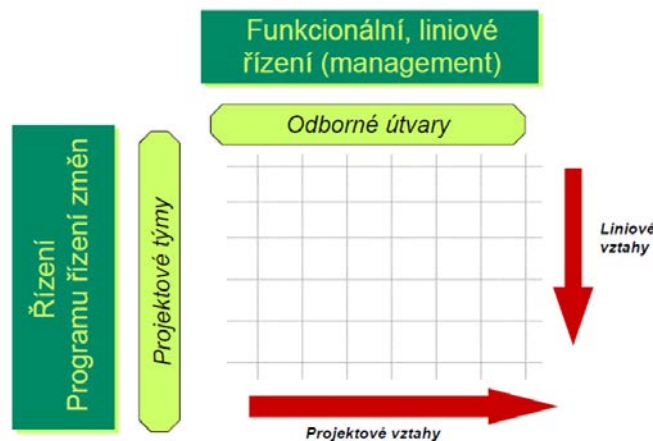 Funkcionální, liniové
řízení (management)
Odborné útvary
Řízení
Programu řízení změn
Projektové týmy
Liniové
vztahy
Projektové vztahy